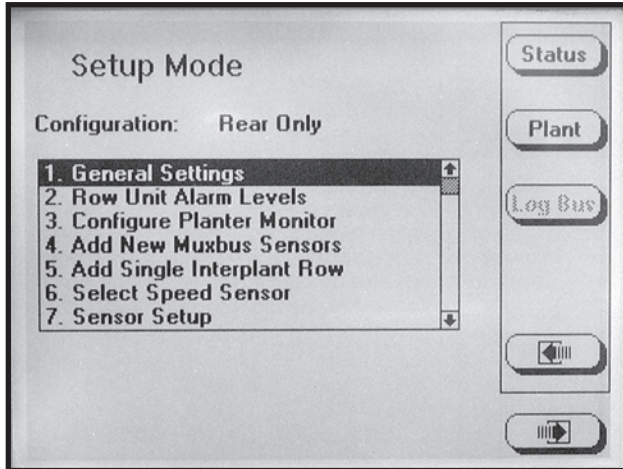 Setup Mode
Configuration: Rear Only
1. General Settings
2. Row Unit Alarm Levels
3. Configure Planter Monitor
4. Add New Muxbus Sensors
5. Add Single Interplant Row
6. Select Speed Sensor
7. Sensor Setup
Status
Plant
Log Bus